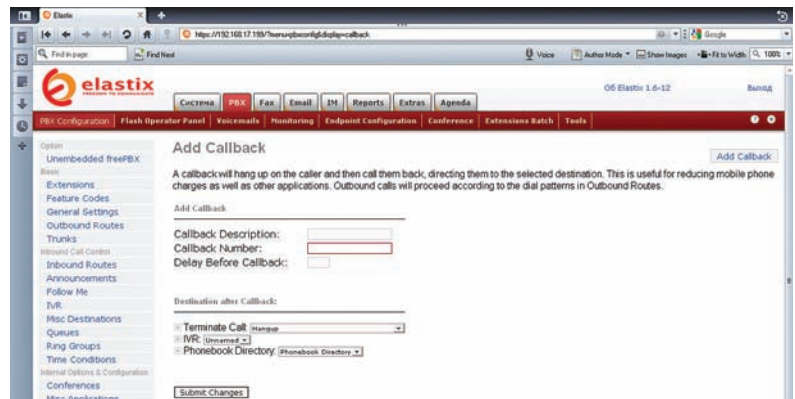 Elastix
https://192.168.17.199/?menu=pbxconfig&display=callback
Google
Find in page
Find Next
Voice
Author Mode
Show Images
Fit to Width
100%
elastix
FREEDOM TO COMMUNICATE
Об Elastix 1.6-12
Выход
Система PBX Fax Email IM Reports Extras Agenda
PBX Configuration Flash Operator Panel Voicemails Monitoring Endpoint Configuration Conference Extensions Batch Tools
Option
Unembedded freePBX
Basic
Extensions
Feature Codes
General Settings
Outbound Routes
Trunks
Inbound Call Control
Inbound Routes
Announcements
Follow Me
IVR
Misc Destinations
Queues
Ring Groups
Time Conditions
Internal Options & Configuration
Conferences
Misc Applications
Add Callback
Add Callback
A callback will hang up on the caller and then call them back, directing them to the selected destination. This is useful for reducing mobile phone
charges as well as other applications. Outbound calls will proceed according to the dial patterns in Outbound Routes.
Add Callback
Callback Description:
Callback Number:
Delay Before Callback:
Destination after Callback:
Terminate Call: Hangup
IVR: Unnamed
Phonebook Directory: Phonebook Directory
Submit Changes